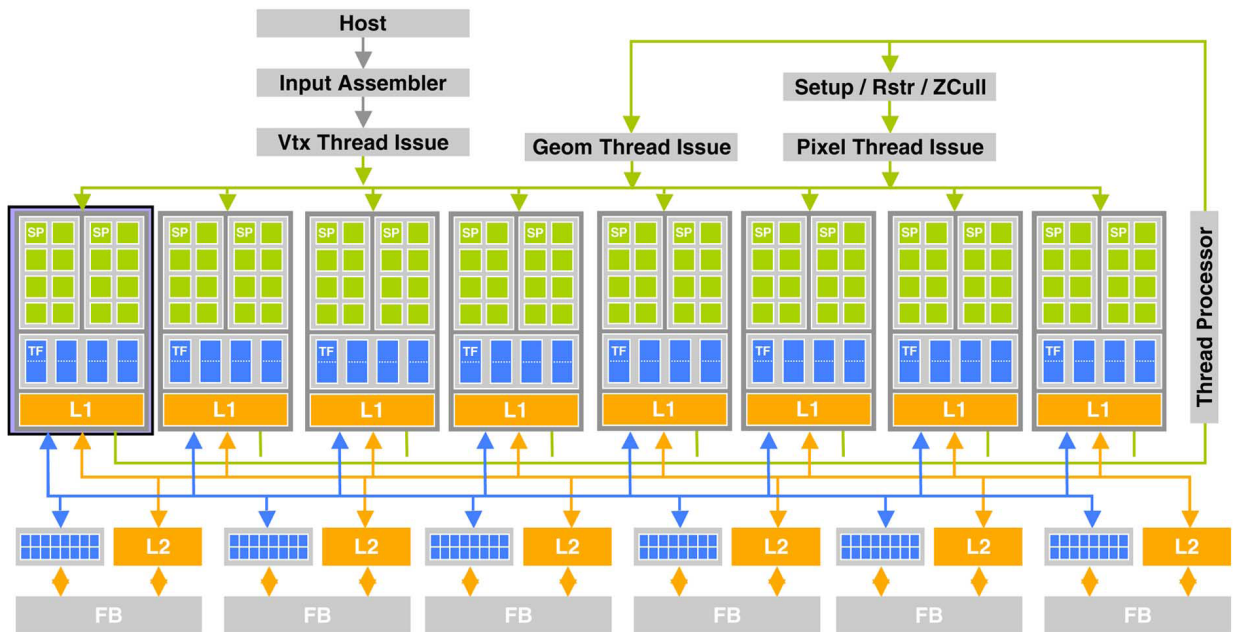 Host
Input Assembler
Setup / Rstr / ZCull
Vtx Thread Issue
Geom Thread Issue
Pixel Thread Issue
Thread Processor
SP SP SP SP SP SP SP SP SP SP SP SP SP SP SP SP
TF TF TF TF TF TF TF TF
L1 L1 L1 L1 L1 L1 L1 L1
L2 L2 L2 L2 L2 L2
FB FB FB FB FB FB